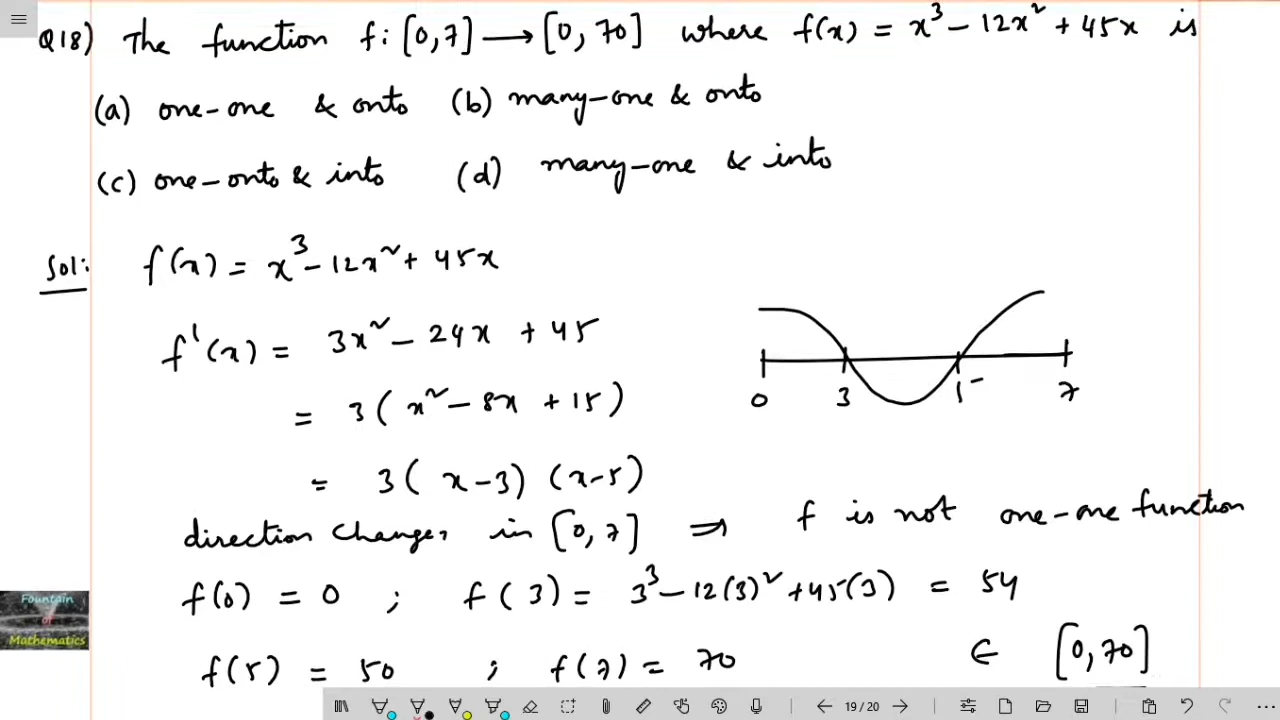 Q18) The function f: [0,7] → [0, 70] where f(x) = x³ - 12x² + 45x is
(a) one-one & onto (b) many-one & onto
(c) one-onto & into (d) many-one & into
Sol: f(x) = x³ - 12x² + 45x
f'(x) = 3x² - 24x + 45
= 3(x² - 8x + 15)
0 3 5 7
= 3(x-3) (x-5)
direction changes in [0,7] ⇒ f is not one-one function
f(0) = 0 ; f(3) = 3³ - 12(3)² + 45(3) = 54
f(5) = 50 ; f(7) = 70 ∈ [0,70]
Fountain
of
Mathematics
19/20